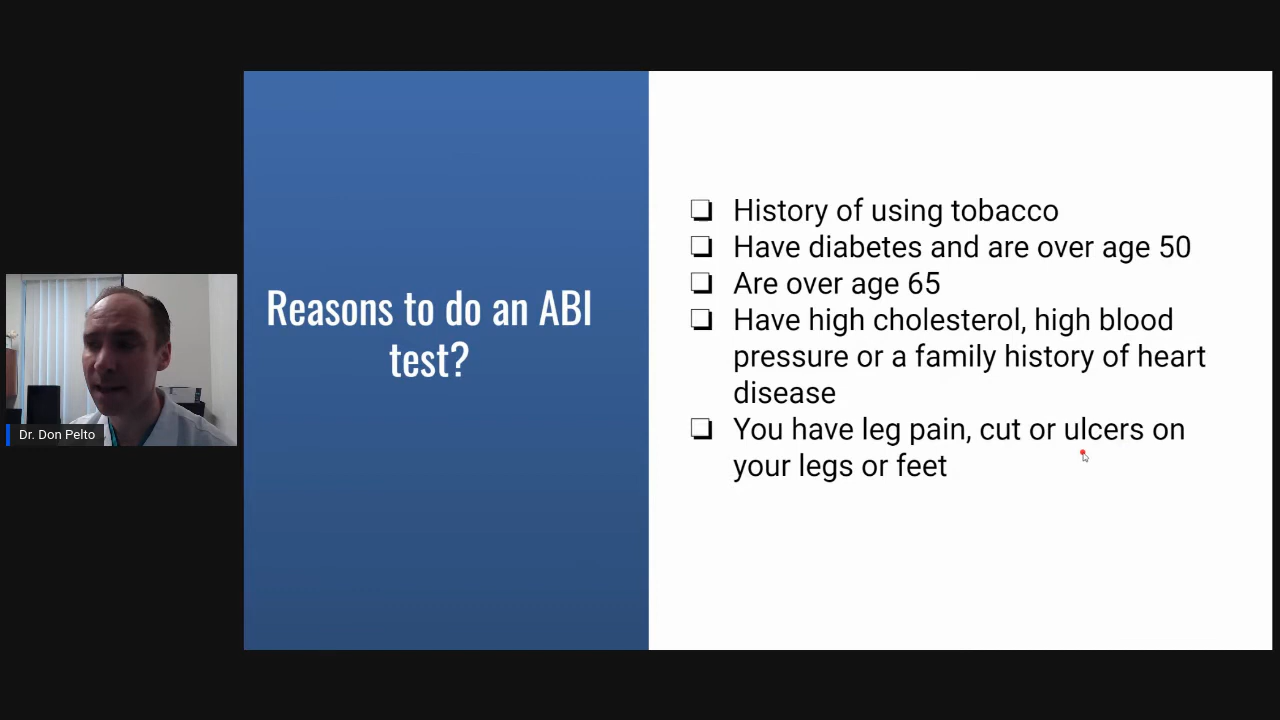 Reasons to do an ABI
test?
❏ History of using tobacco
❏ Have diabetes and are over age 50
❏ Are over age 65
❏ Have high cholesterol, high blood
pressure or a family history of heart
disease
❏ You have leg pain, cut or ulcers on
your legs or feet
Dr. Don Pelto